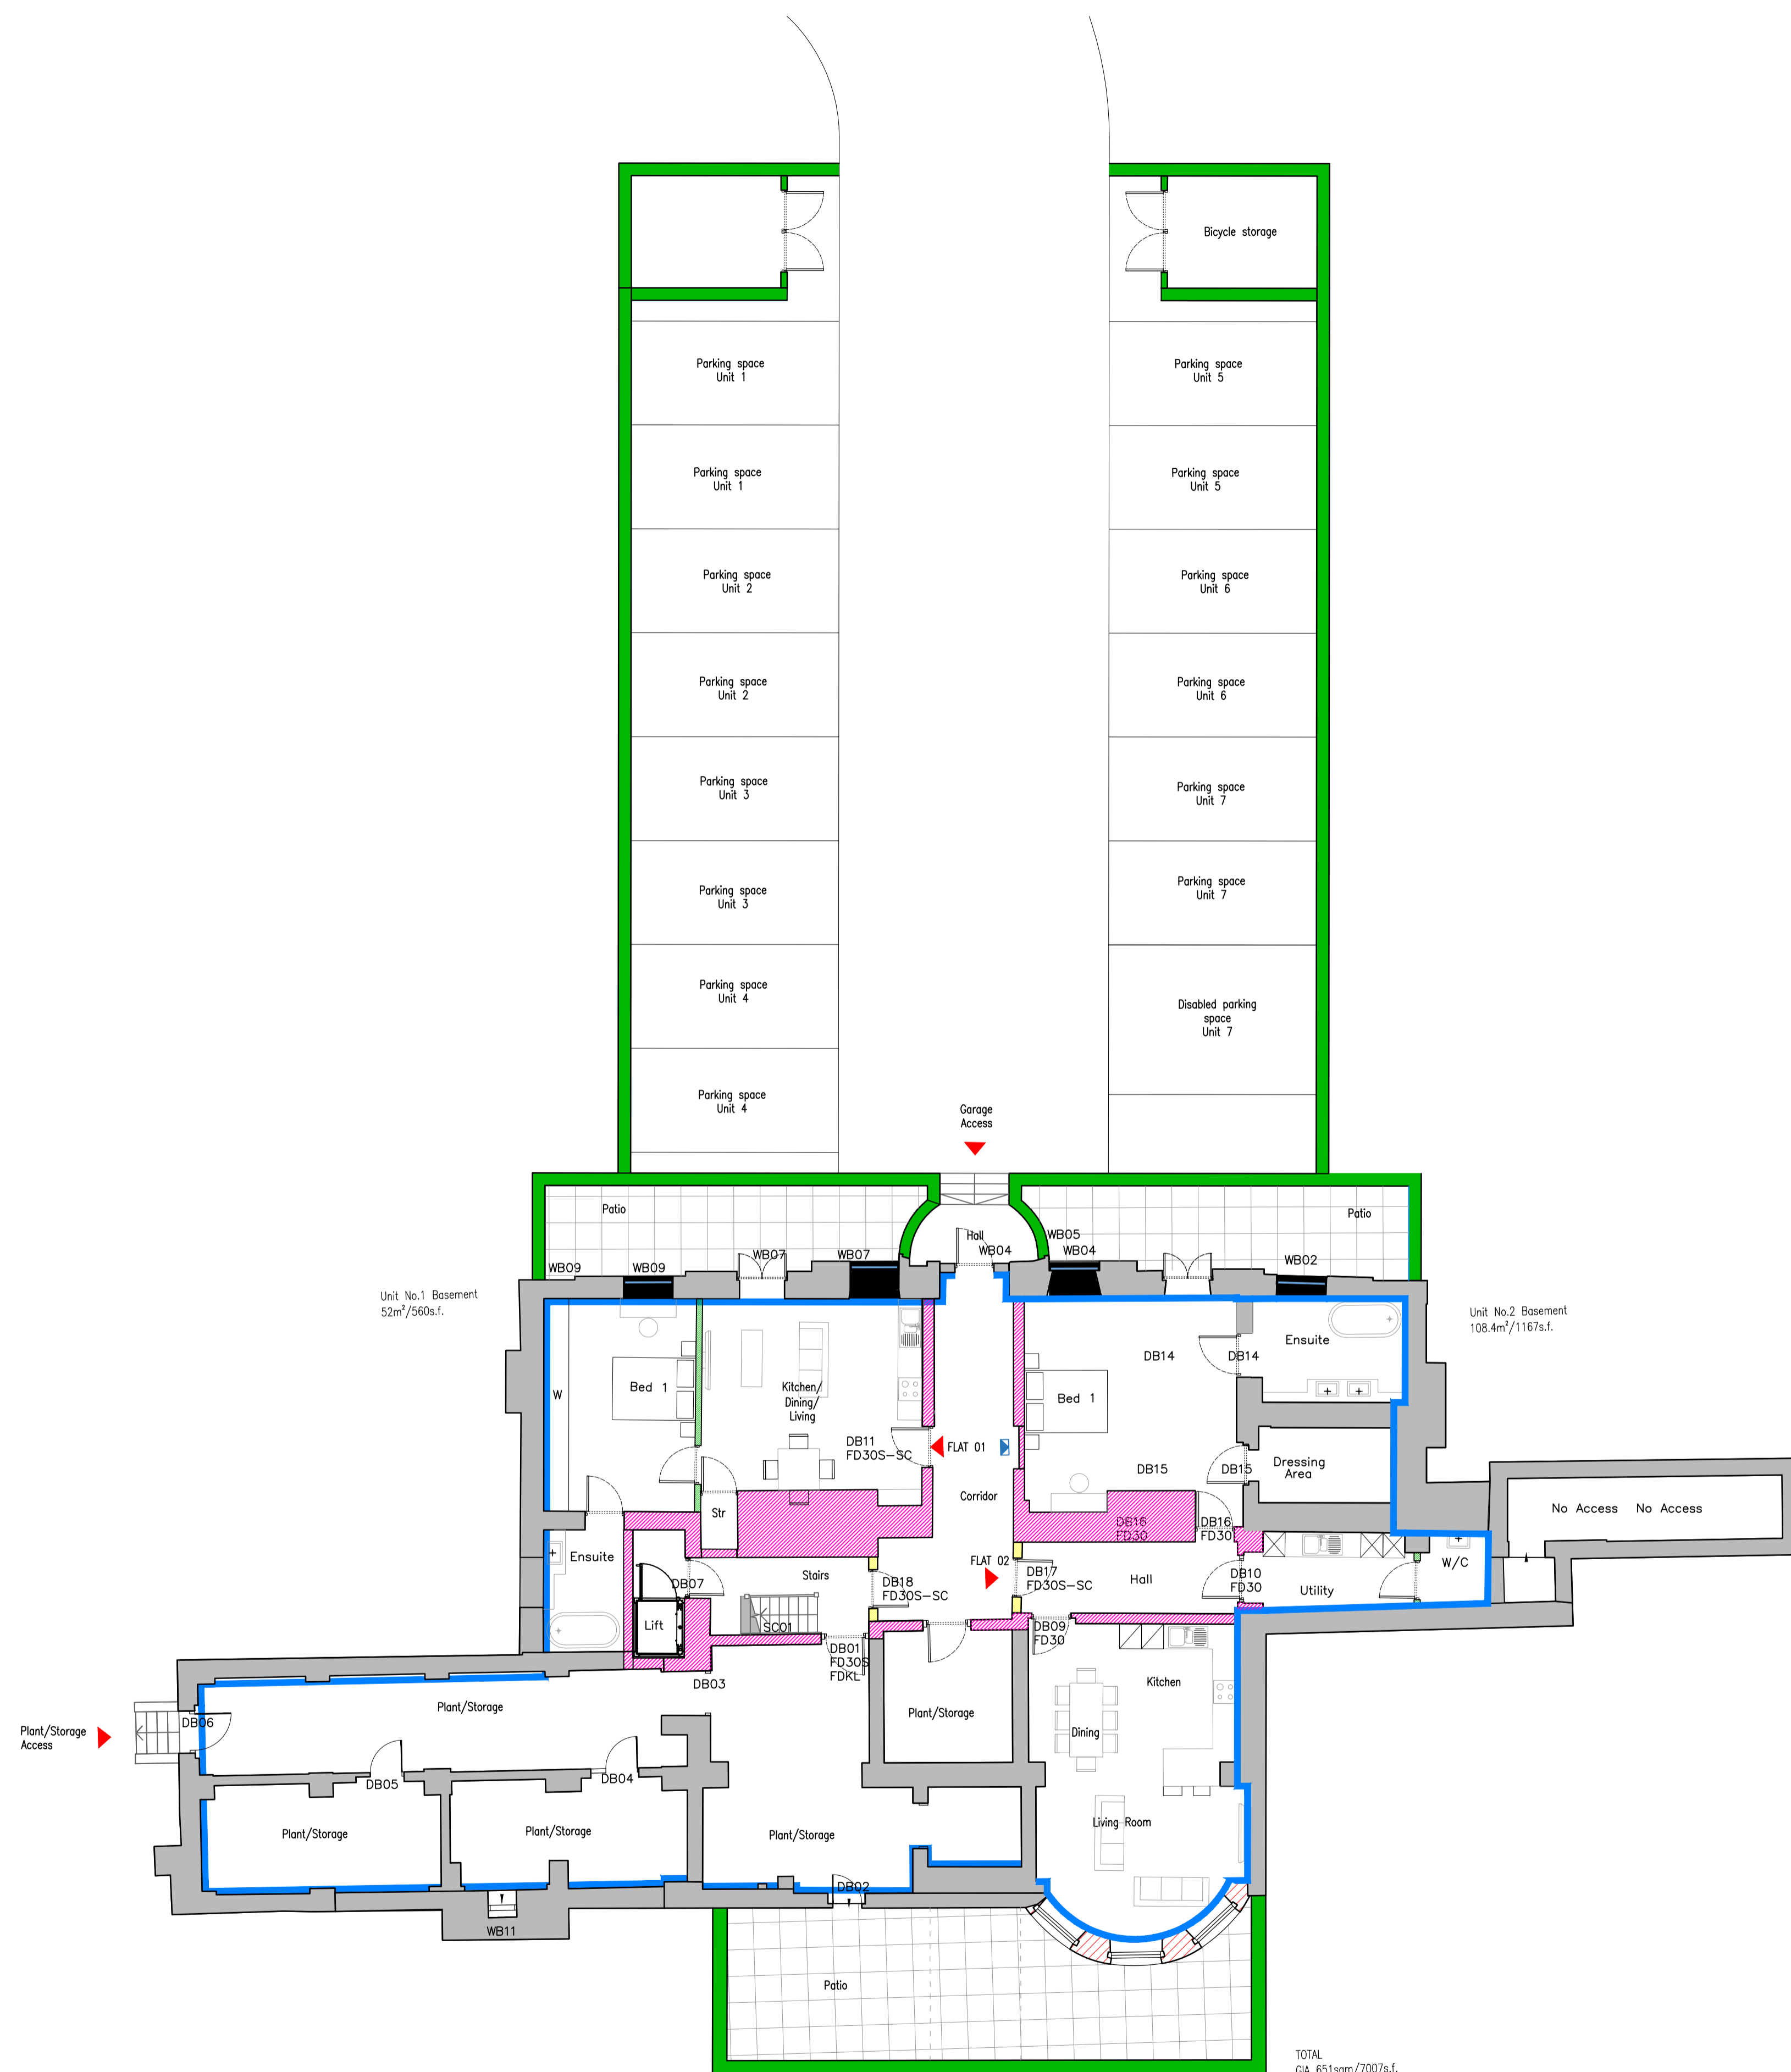 Bicycle storage
Parking space
Unit 1
Parking space
Unit 5
Parking space
Unit 1
Parking space
Unit 5
Parking space
Unit 2
Parking space
Unit 6
Parking space
Unit 2
Parking space
Unit 6
Parking space
Unit 3
Parking space
Unit 7
Parking space
Unit 3
Parking space
Unit 7
Parking space
Unit 4
Disabled parking
space
Unit 7
Parking space
Unit 4
Garage
Access
Patio
Patio
Hall
WB05
WB04
WB04
WB07
WB07
WB02
WB09
WB09
Unit No.1 Basement
52m²/560s.f.
Unit No.2 Basement
108.4m²/1167s.f.
Ensuite
DB14
DB14
W
Bed 1
Kitchen/
Dining/
Living
Bed 1
DB11
FD30S-SC
FLAT 01
DB15
DB15
Dressing
Area
Corridor
Str
No Access
No Access
DB16
FD30
DB16
FD30
Ensuite
Stairs
FLAT 02
W/C
DB07
DB18
FD30S-SC
DB17
FD30S-SC
Hall
DB10
FD30
Utility
Lift
SC01
DB01
FD30S
FDKL
DB09
FD30
DB03
Kitchen
Plant/Storage
Plant/Storage
DB06
Plant/Storage
Access
Dining
DB05
DB04
Living Room
Plant/Storage
Plant/Storage
Plant/Storage
DB02
WB11
Patio
TOTAL
GIA 651sqm/7007s.f.